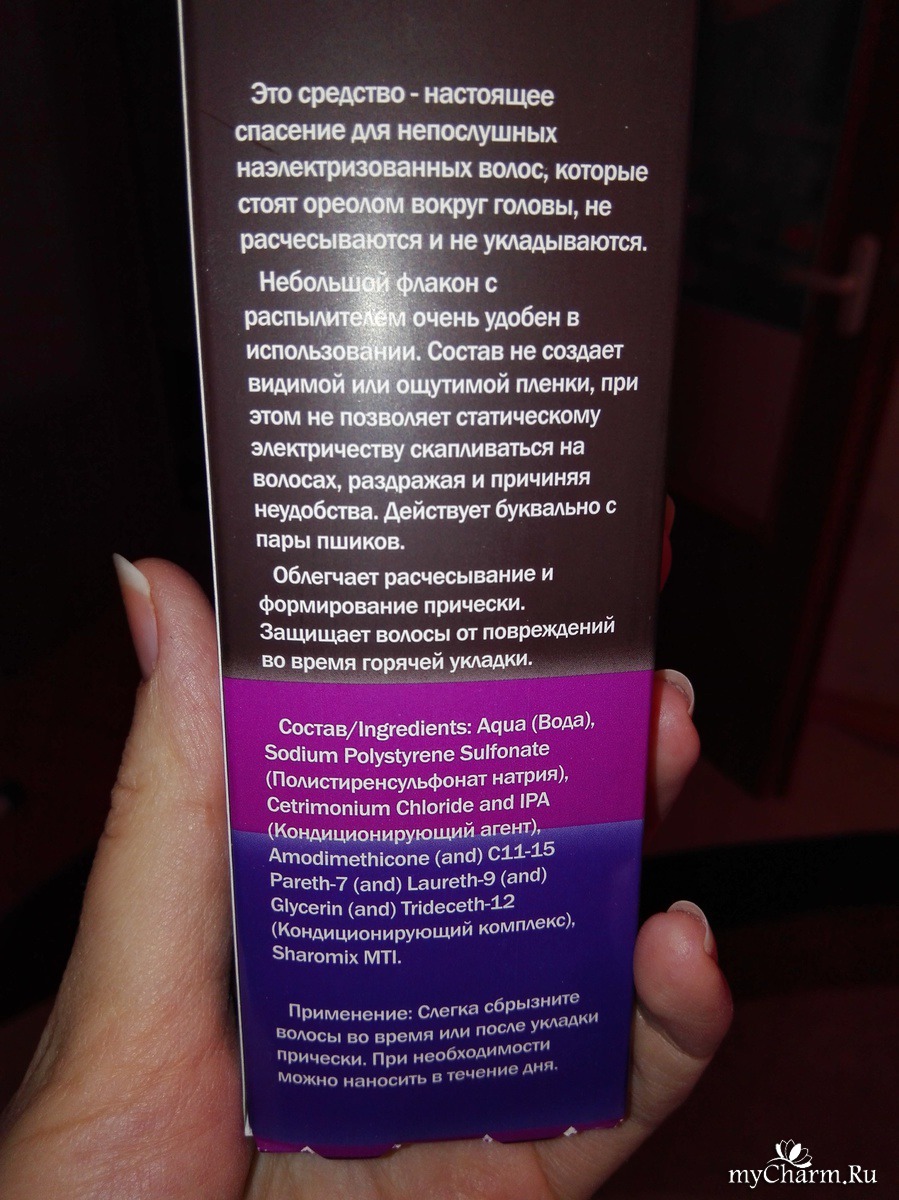 Это средство - настоящее
спасение для непослушных
наэлектризованных волос, которые
стоят ореолом вокруг головы, не
расчесываются и не укладываются.
Небольшой флакон с
распылителем очень удобен в
использовании. Состав не создает
видимой или ощутимой пленки, при
этом не позволяет статическому
электричеству скапливаться на
волосах, раздражая и причиняя
неудобства. Действует буквально с
пары пшиков.
Облегчает расчесывание и
формирование прически.
Защищает волосы от повреждений
во время горячей укладки.
Состав/Ingredients: Aqua (Вода),
Sodium Polystyrene Sulfonate
(Полистиренсульфонат натрия),
Cetrimonium Chloride and IPA
(Кондиционирующий агент),
Amodimethicone (and) C11-15
Pareth-7 (and) Laureth-9 (and)
Glycerin (and) Trideceth-12
(Кондиционирующий комплекс),
Sharomix MTI.
Применение: Слегка сбрызните
волосы во время или после укладки
прически. При необходимости
можно наносить в течение дня.
myCharm.Ru